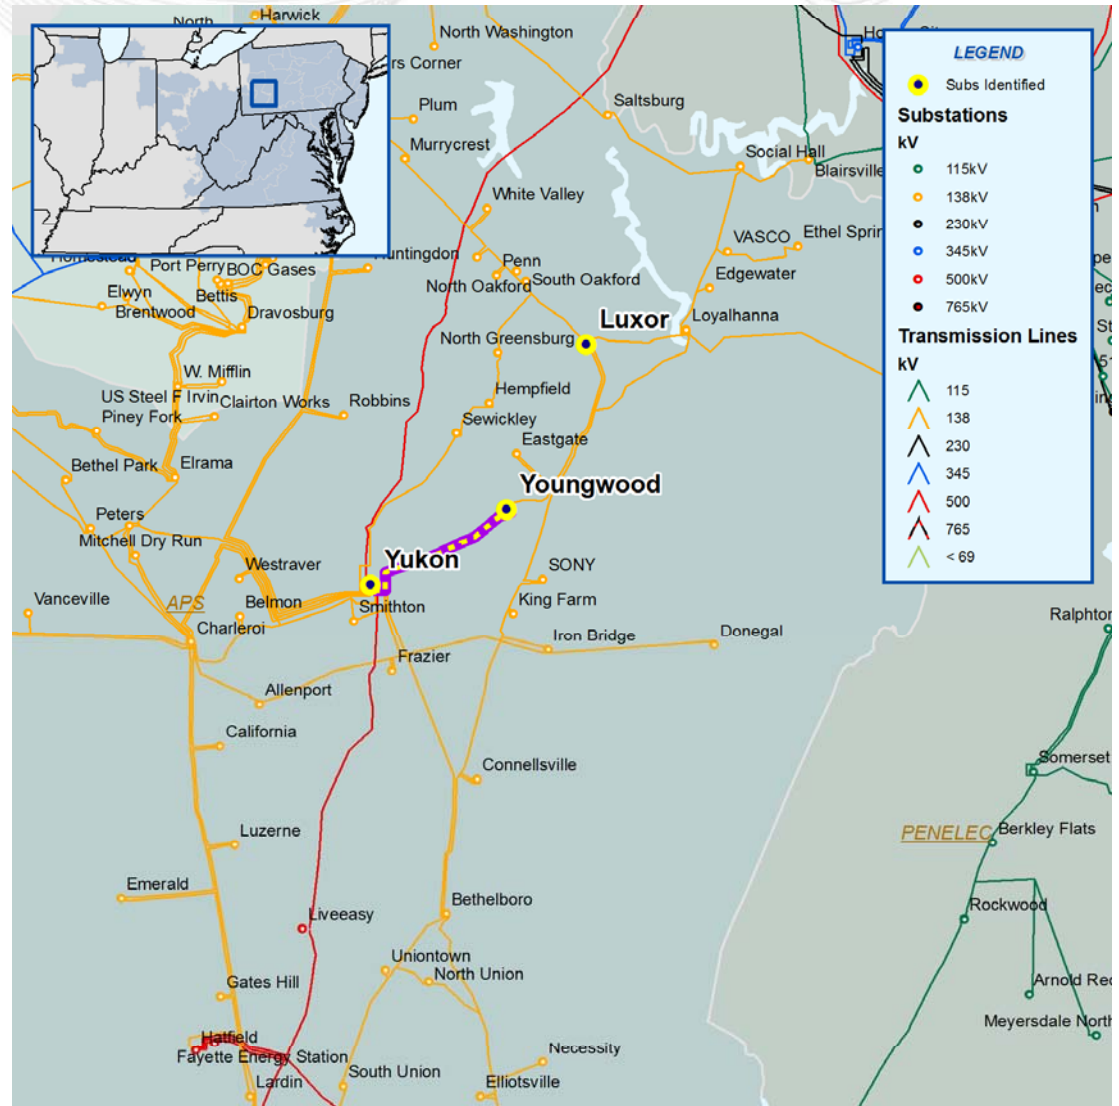 Harwick
North
North Washington
rs Corner
Plum
Murrycrest
Saltsburg
Social Hall
Blairsville
White Valley
VASCO
Ethel Sprin
Edgewater
Huntingdon
Penn
North Oakford
South Oakford
Port Perry
BOC Gases
Homestead
Elwyn
Bettis
Brentwood
Dravosburg
Luxor
Loyalhanna
North Greensburg
W. Mifflin
US Steel F Irvin
Clairton Works
Piney Fork
Robbins
Hempfield
Sewickley
Eastgate
Bethel Park
Elrama
Youngwood
Peters
Mitchell Dry Run
Yukon
Westraver
SONY
Vanceville
APS
Belmon
Smithton
King Farm
Charleroi
Iron Bridge
Donegal
Frazier
Allenport
California
Connellsville
Luzerne
Emerald
Bethelboro
Liveeasy
Uniontown
North Union
Gates Hill
Hatfield
Fayette Energy Station
Lardin
South Union
Necessity
Elliotsville
Ralphton
Somerset
PENELEC
Berkley Flats
Rockwood
Arnold Rec
Meyersdale North
LEGEND
Subs Identified
Substations
kV
115kV
138kV
230kV
345kV
500kV
765kV
Transmission Lines
kV
115
138
230
345
500
765
< 69